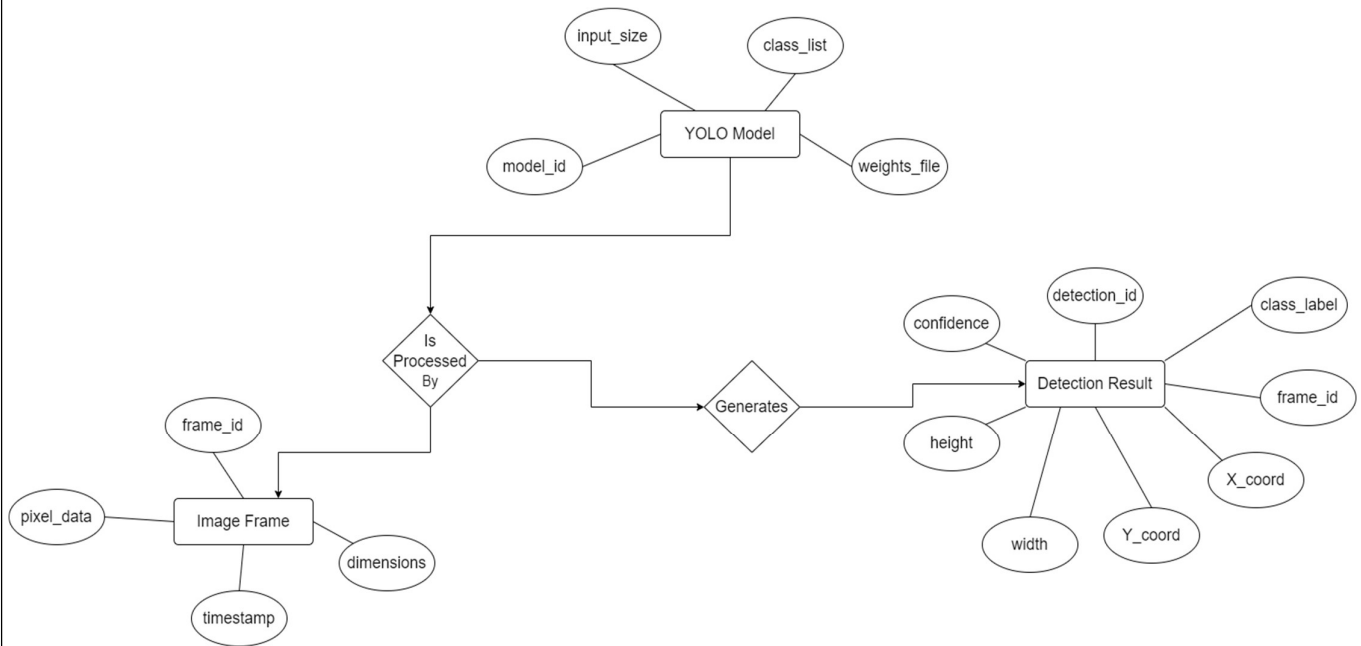 input_size
class_list
YOLO Model
model_id
weights_file
Is
Processed
By
Generates
detection_id
class_label
confidence
Detection Result
frame_id
height
X_coord
Y_coord
width
frame_id
pixel_data
Image Frame
dimensions
timestamp